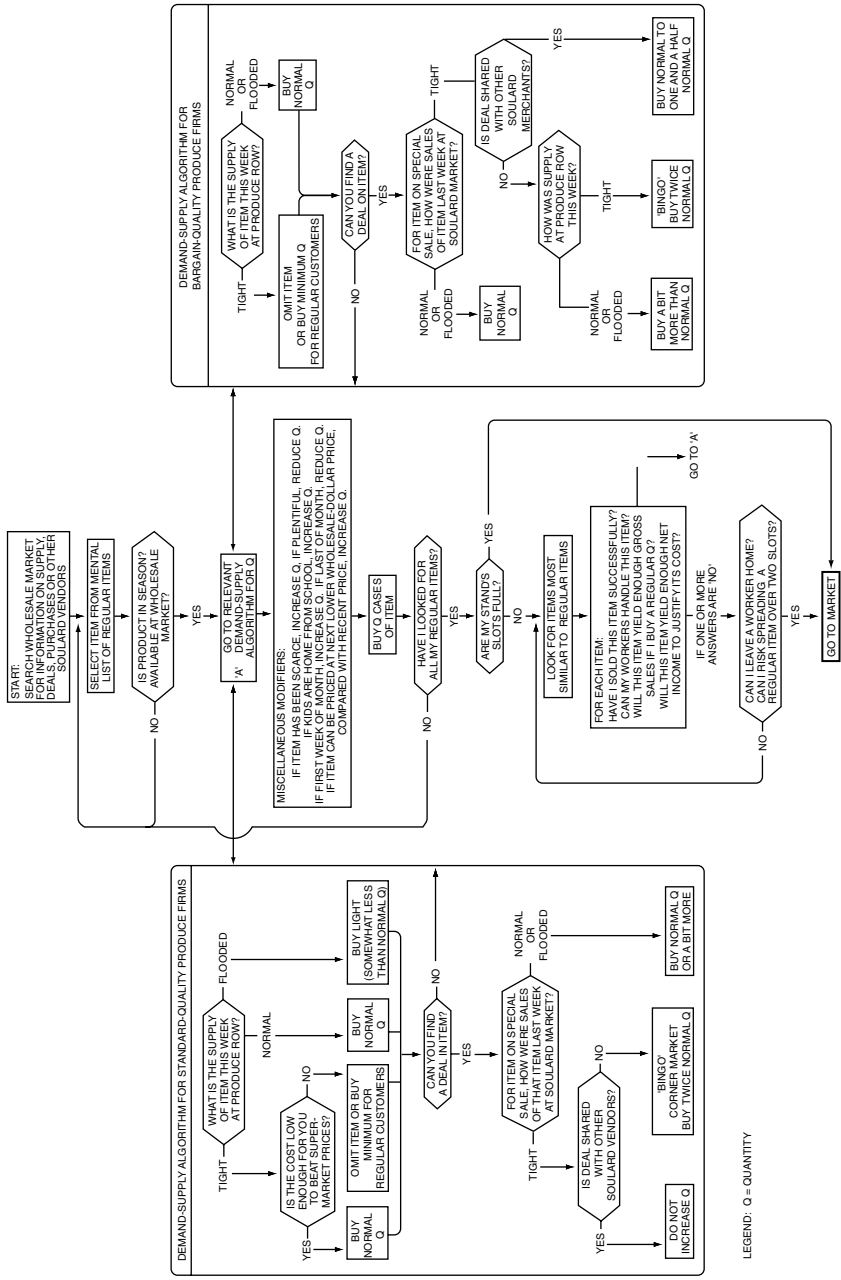 DEMAND-SUPPLY ALGORITHM FOR STANDARD-QUALITY PRODUCE FIRMS
WHAT IS THE SUPPLY
OF ITEM THIS WEEK
AT PRODUCE ROW?
TIGHT
NORMAL
FLOODED
IS THE COST LOW
ENOUGH FOR YOU
TO BEAT SUPER-
MARKET PRICES?
YES
NO
BUY
NORMAL
Q
OMIT ITEM OR BUY
MINIMUM FOR
REGULAR CUSTOMERS
BUY
NORMAL
Q
BUY LIGHT
(SOMEWHAT LESS
THAN NORMAL Q)
CAN YOU FIND
A DEAL IN ITEM?
NO
YES
FOR ITEM ON SPECIAL
SALE, HOW WERE SALES
OF THAT ITEM LAST WEEK
AT SOULARD MARKET?
TIGHT
NORMAL
OR
FLOODED
IS DEAL SHARED
WITH OTHER
SOULARD VENDORS?
YES
NO
DO NOT
INCREASE Q
'BINGO'
CORNER MARKET
BUY TWICE NORMAL Q
BUY NORMAL Q
OR A BIT MORE
LEGEND: Q = QUANTITY
START:
SEARCH WHOLESALE MARKET
FOR INFORMATION ON SUPPLY,
DEALS, PURCHASES OR OTHER
SOULARD VENDORS
SELECT ITEM FROM MENTAL
LIST OF REGULAR ITEMS
IS PRODUCT IN SEASON?
AVAILABLE AT WHOLESALE
MARKET?
NO
YES
'A'
GO TO RELEVANT
DEMAND-SUPPLY
ALGORITHM FOR Q
MISCELLANEOUS MODIFIERS:
IF ITEM HAS BEEN SCARCE, INCREASE Q. IF PLENTIFUL, REDUCE Q.
IF KIDS ARE HOME FROM SCHOOL, INCREASE Q.
IF FIRST WEEK OF MONTH, INCREASE Q. IF LAST OF MONTH, REDUCE Q.
IF ITEM CAN BE PRICED AT NEXT LOWER WHOLESALE-DOLLAR PRICE,
COMPARED WITH RECENT PRICE, INCREASE Q.
BUY Q CASES
OF ITEM
HAVE I LOOKED FOR
ALL MY REGULAR ITEMS?
NO
YES
ARE MY STAND'S
SLOTS FULL?
YES
NO
LOOK FOR ITEMS MOST
SIMILAR TO REGULAR ITEMS
FOR EACH ITEM:
HAVE I SOLD THIS ITEM SUCCESSFULLY?
CAN MY WORKERS HANDLE THIS ITEM?
WILL THIS ITEM YIELD ENOUGH GROSS
SALES IF I BUY A REGULAR Q?
WILL THIS ITEM YIELD ENOUGH NET
INCOME TO JUSTIFY ITS COST?
GO TO 'A'
IF ONE OR MORE
ANSWERS ARE 'NO'
CAN I LEAVE A WORKER HOME?
CAN I RISK SPREADING A
REGULAR ITEM OVER TWO SLOTS?
NO
YES
GO TO MARKET
DEMAND-SUPPLY ALGORITHM FOR
BARGAIN-QUALITY PRODUCE FIRMS
WHAT IS THE SUPPLY
OF ITEM THIS WEEK
AT PRODUCE ROW?
TIGHT
NORMAL
OR
FLOODED
OMIT ITEM
OR BUY MINIMUM Q
FOR REGULAR CUSTOMERS
BUY
NORMAL
Q
CAN YOU FIND A
DEAL ON ITEM?
NO
YES
FOR ITEM ON SPECIAL
SALE, HOW WERE SALES
OF ITEM LAST WEEK AT
SOULARD MARKET?
NORMAL
OR
FLOODED
TIGHT
BUY
NORMAL
Q
IS DEAL SHARED
WITH OTHER
SOULARD
MERCHANTS?
NO
YES
HOW WAS SUPPLY
AT PRODUCE ROW
THIS WEEK?
NORMAL
OR
FLOODED
TIGHT
BUY A BIT
MORE THAN
NORMAL Q
'BINGO'
BUY TWICE
NORMAL Q
BUY NORMAL TO
ONE AND A HALF
NORMAL Q